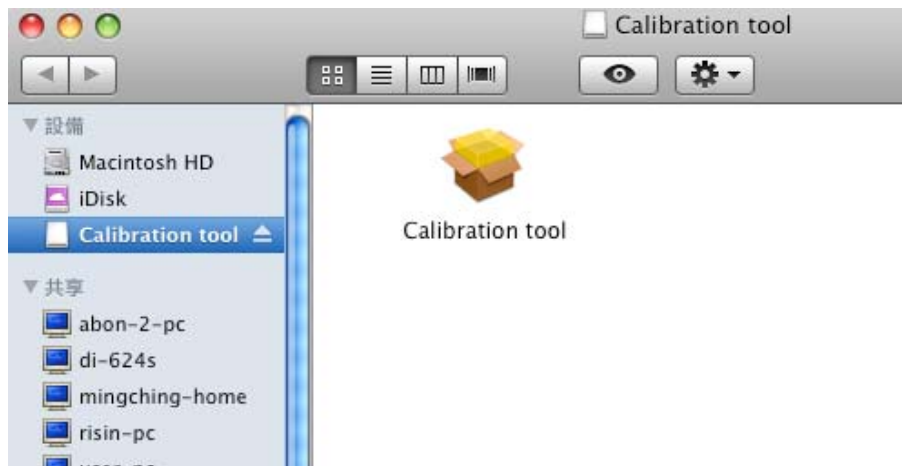 Calibration tool
設備
Macintosh HD
iDisk
Calibration tool
共享
abon-2-pc
di-624s
mingching-home
risin-pc
Calibration tool